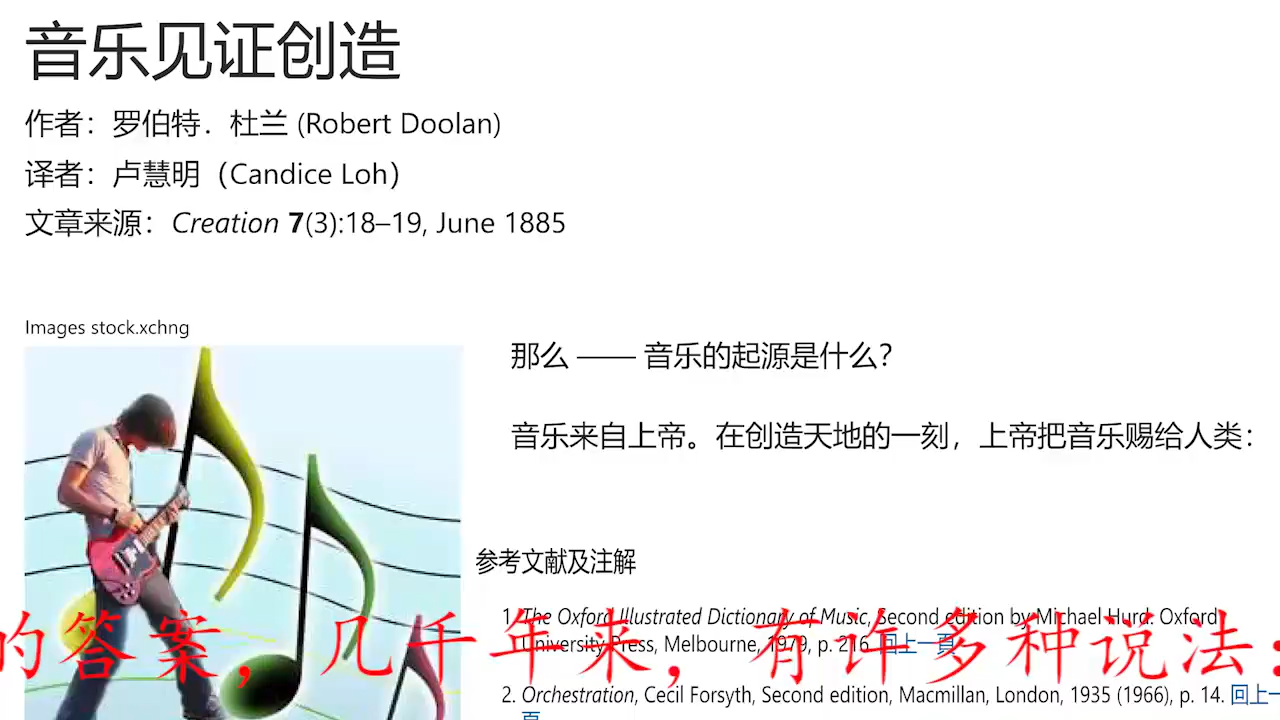 音乐见证创造
作者：罗伯特．杜兰 (Robert Doolan)
译者：卢慧明（Candice Loh）
文章来源：Creation 7(3):18–19, June 1885
Images stock.xchng
那么 —— 音乐的起源是什么？
音乐来自上帝。在创造天地的一刻，上帝把音乐赐给人类：
参考文献及注解
1. The Oxford Illustrated Dictionary of Music, Second edition by Michael Hurd. Oxford
University Press, Melbourne, 1979, p. 216. 回上一頁
2. Orchestration, Cecil Forsyth, Second edition, Macmillan, London, 1935 (1966), p. 14. 回上一
頁
的答案，几千年来，有许多种说法：